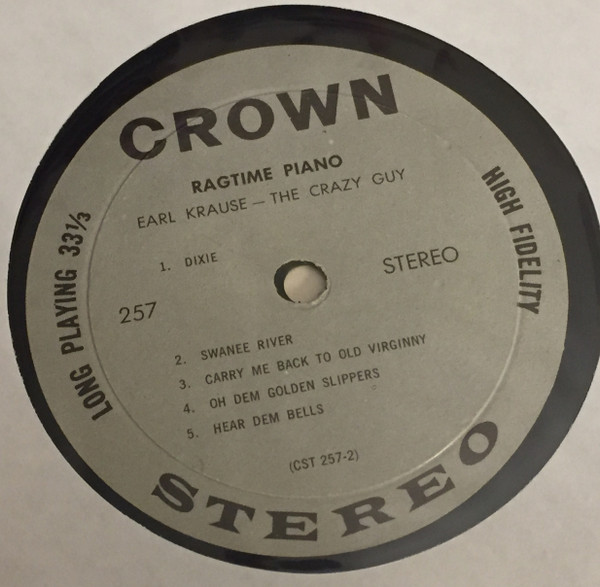 CROWN
RAGTIME PIANO
EARL KRAUSE — THE CRAZY GUY
LONG PLAYING 33⅓
HIGH FIDELITY
1. DIXIE
STEREO
257
2. SWANEE RIVER
3. CARRY ME BACK TO OLD VIRGINNY
4. OH DEM GOLDEN SLIPPERS
5. HEAR DEM BELLS
(CST 257-2)
STEREO